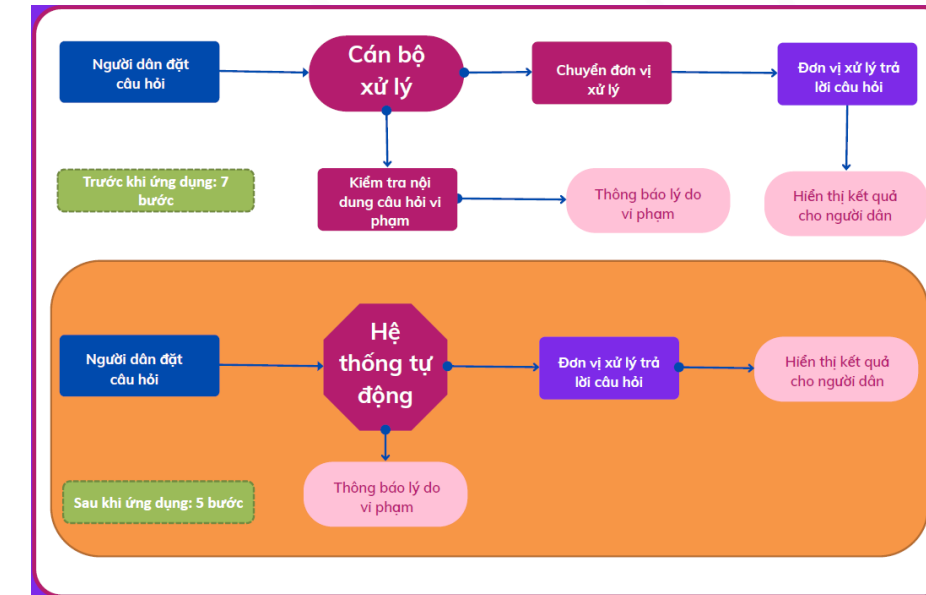 Người dân đặt
câu hỏi
Cán bộ
xử lý
Chuyển đơn vị
xử lý
Đơn vị xử lý trả
lời câu hỏi
Trước khi ứng dụng: 7
bước
Kiểm tra nội
dung câu hỏi vi
phạm
Thông báo lý do
vi phạm
Hiển thị kết quả
cho người dân
Người dân đặt
câu hỏi
Hệ
thống tự
động
Đơn vị xử lý trả
lời câu hỏi
Hiển thị kết quả
cho người dân
Sau khi ứng dụng: 5 bước
Thông báo lý do
vi phạm